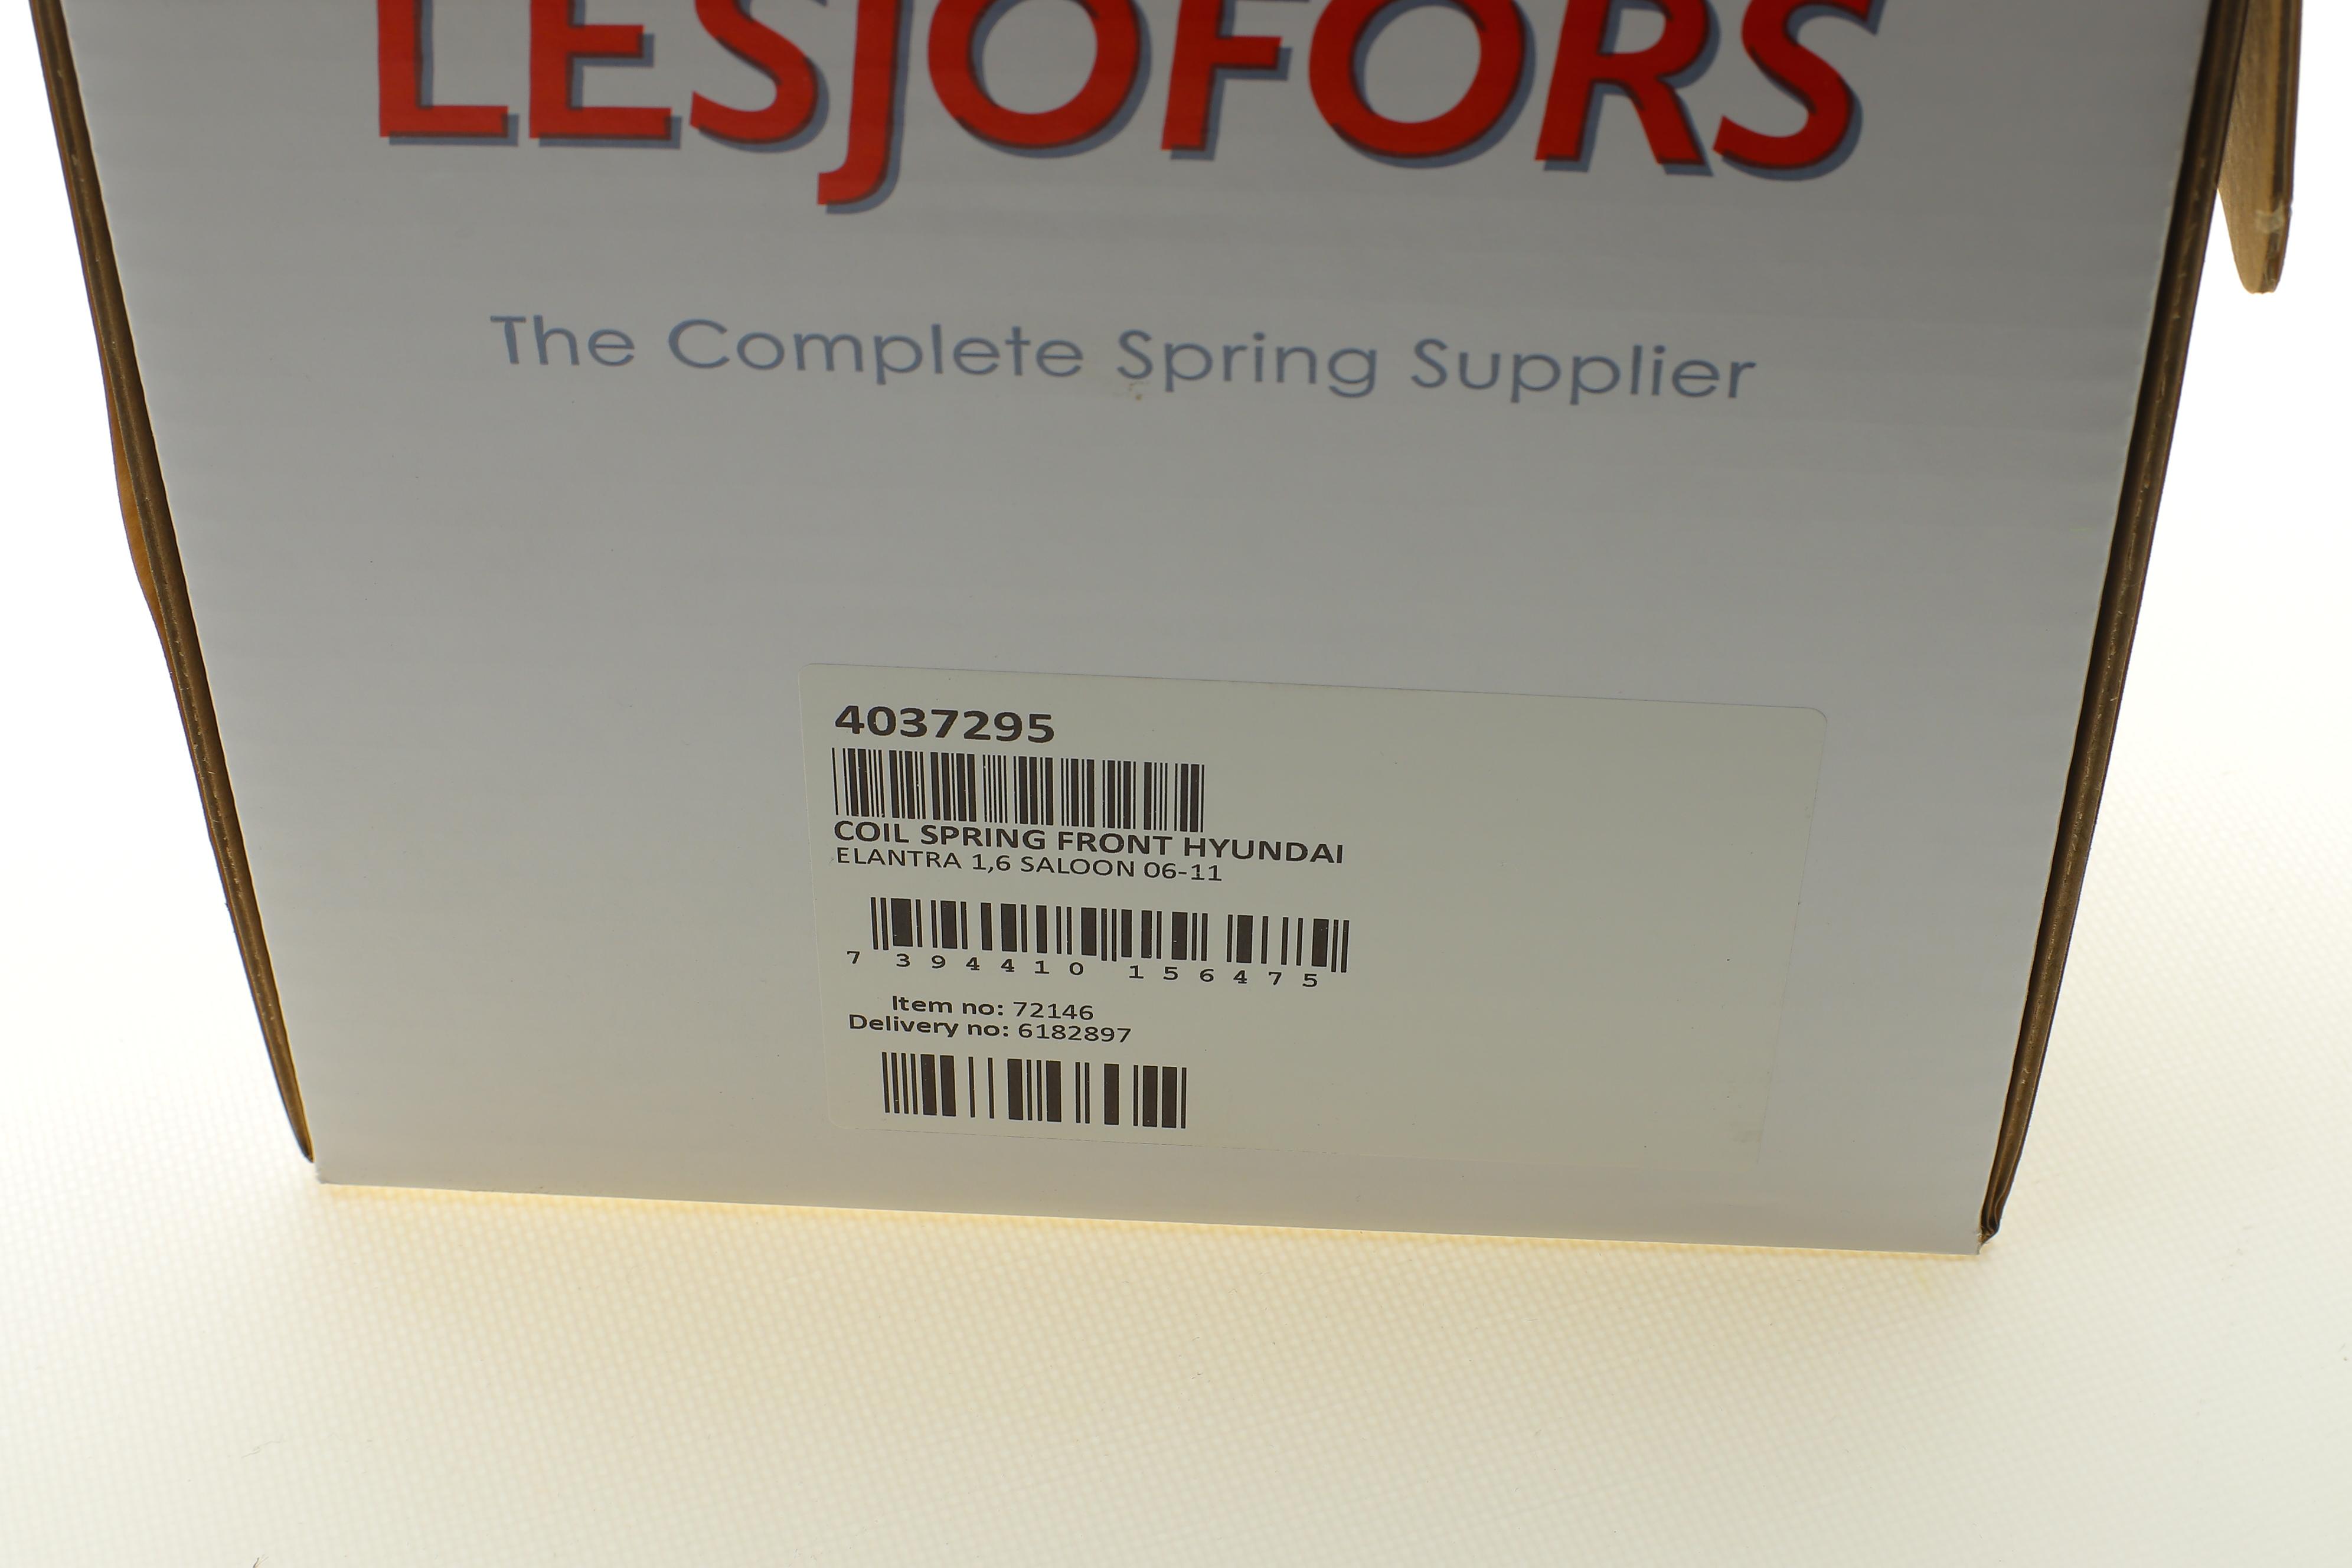 LESJOFORS
The Complete Spring Supplier
4037295
COIL SPRING FRONT HYUNDAI
ELANTRA 1,6 SALOON 06-11
7 394410 156475
Item no: 72146
Delivery no: 6182897